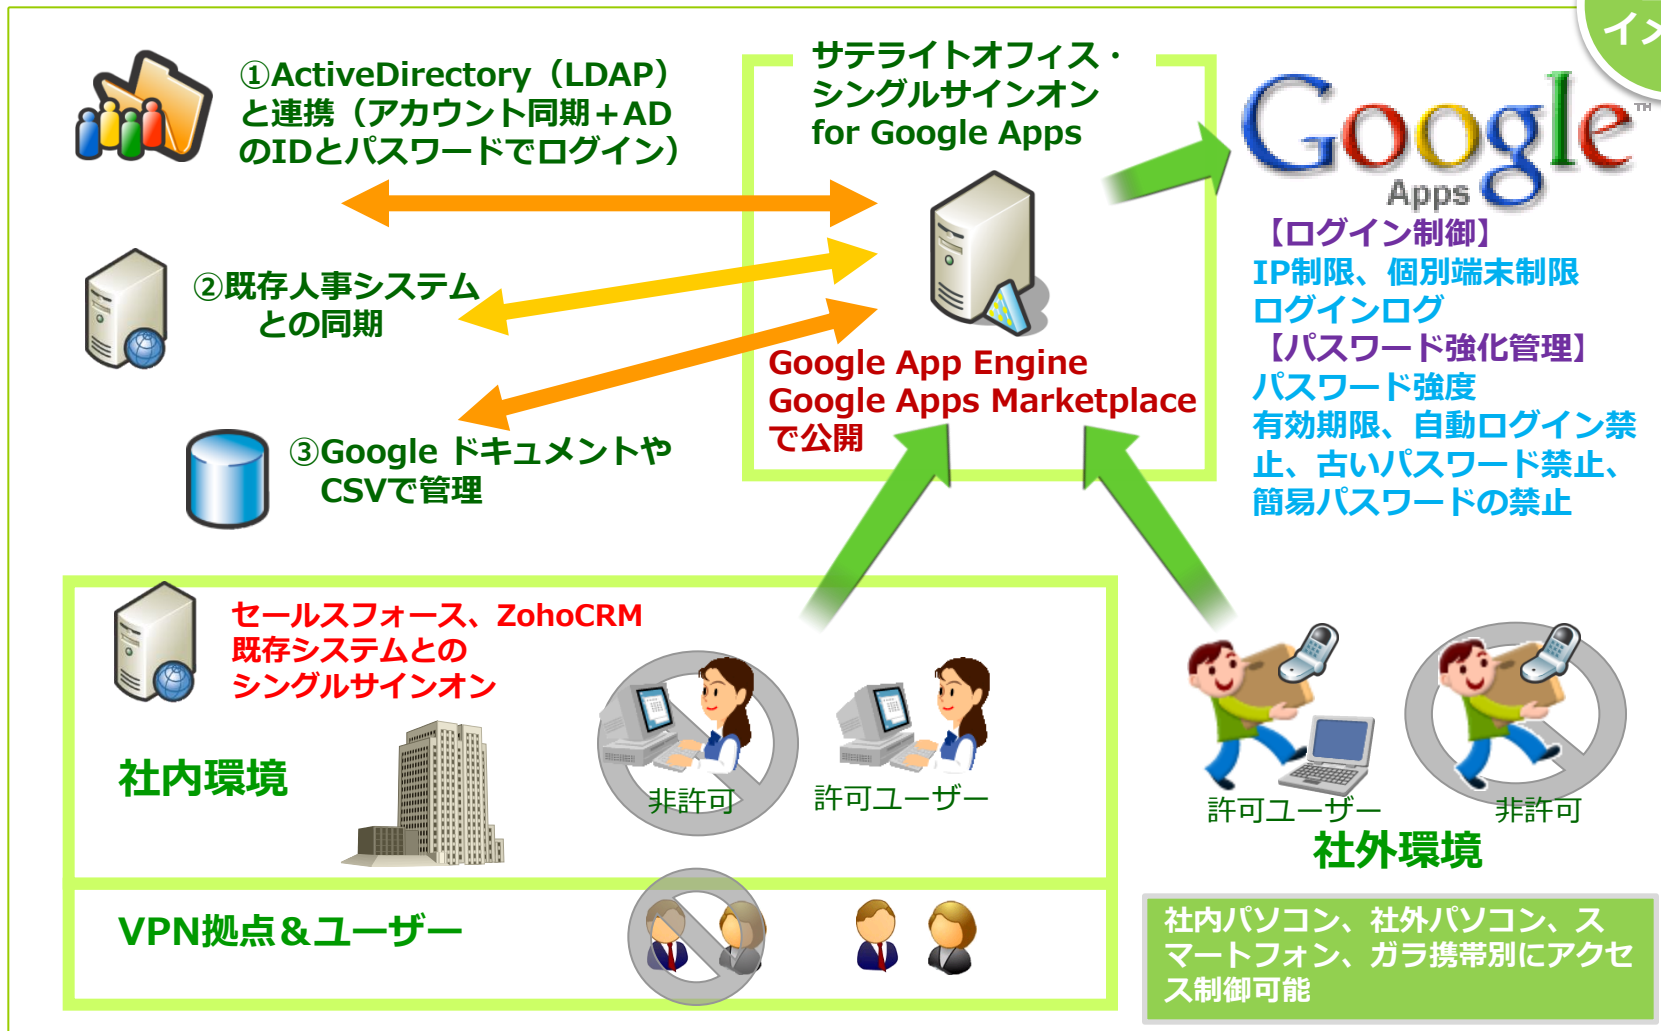 イメ
①ActiveDirectory（LDAP）
と連携（アカウント同期＋AD
のIDとパスワードでログイン）
サテライトオフィス・
シングルサインオン
for Google Apps
Google
TM
Apps
②既存人事システム
との同期
【ログイン制御】
IP制限、個別端末制限
ログインログ
【パスワード強化管理】
パスワード強度
有効期限、自動ログイン禁
止、古いパスワード禁止、
簡易パスワードの禁止
Google App Engine
Google Apps Marketplace
で公開
③Google ドキュメントや
CSVで管理
セールスフォース、ZohoCRM
既存システムとの
シングルサインオン
社内環境
非許可
許可ユーザー
許可ユーザー
非許可
社外環境
VPN拠点＆ユーザー
社内パソコン、社外パソコン、ス
マートフォン、ガラ携帯別にアクセ
ス制御可能